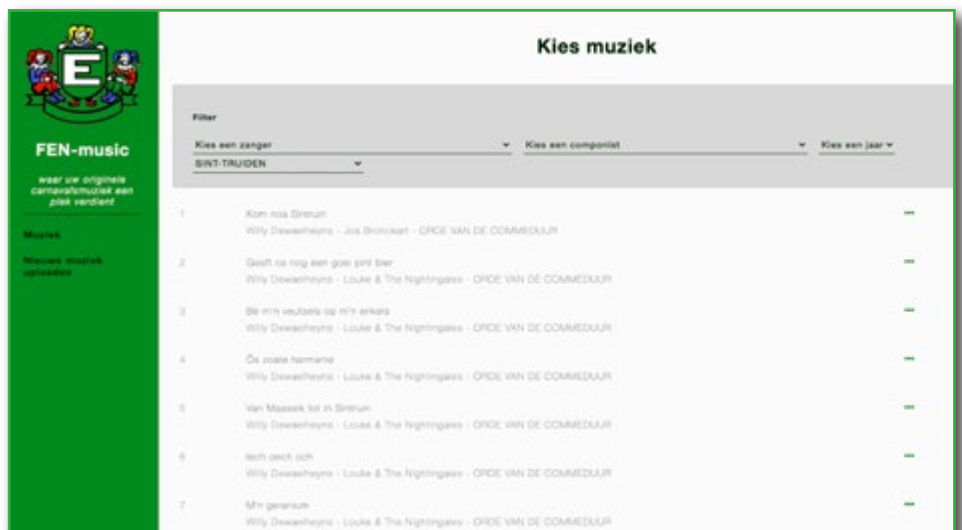 Kies muziek
E
FEN-music
waar uw originele
carnavalsmuziek een
plek verdient
Muziek
Nieuwe muziek
uploaden
Filter
Kies een zanger
Kies een componist
Kies een jaar
SINT-TRUIDEN
1 Kom noa Sintruin
Willy Dewaelheyns - Jos Bronckart - ORDE VAN DE COMMEDUUR
2 Geeft os nog een goei pint bier
Willy Dewaelheyns - Louke & The Nightingales - ORDE VAN DE COMMEDUUR
3 Bè m'n veutsels op m'n enkels
Willy Dewaelheyns - Louke & The Nightingales - ORDE VAN DE COMMEDUUR
4 Ös zoate harmenie
Willy Dewaelheyns - Louke & The Nightingales - ORDE VAN DE COMMEDUUR
5 Van Maaseik tot in Sintruin
Willy Dewaelheyns - Louke & The Nightingales - ORDE VAN DE COMMEDUUR
6 Iech oech och
Willy Dewaelheyns - Louke & The Nightingales - ORDE VAN DE COMMEDUUR
7 M'n geranium
Willy Dewaelheyns - Louke & The Nightingales - ORDE VAN DE COMMEDUUR